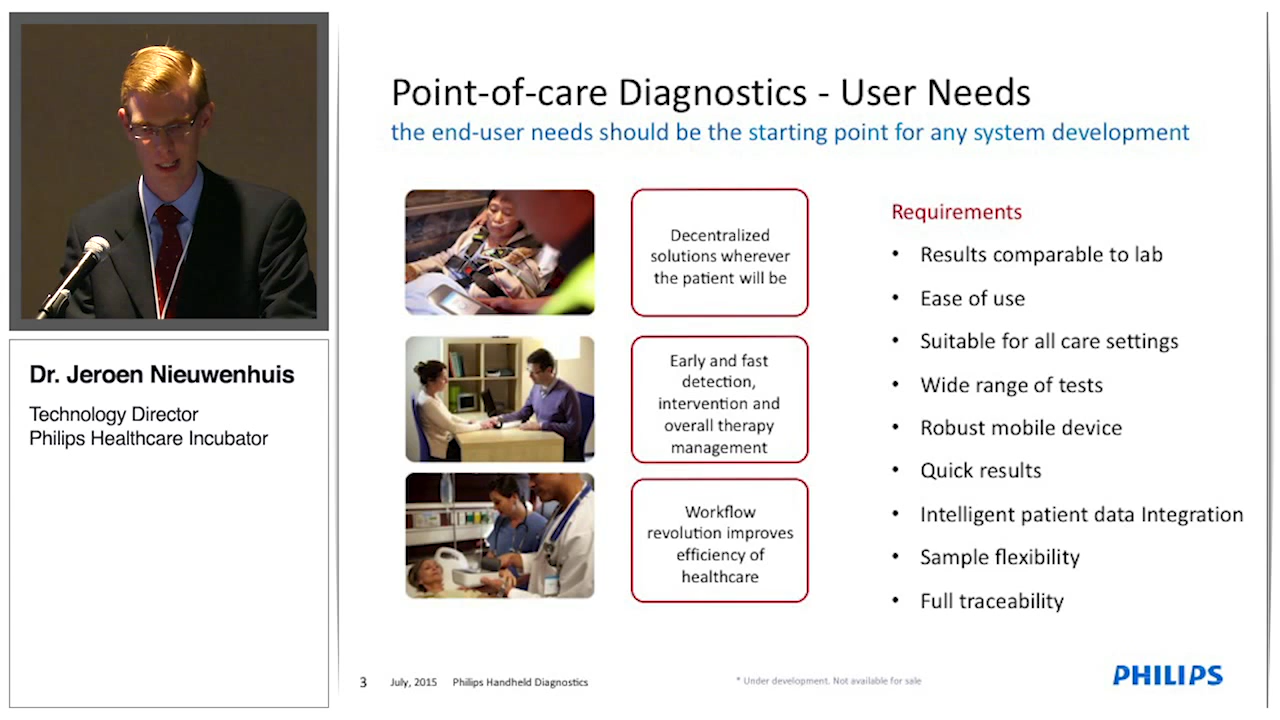 Dr. Jeroen Nieuwenhuis
Technology Director
Philips Healthcare Incubator
Point-of-care Diagnostics - User Needs
the end-user needs should be the starting point for any system development
Decentralized
solutions wherever
the patient will be
Early and fast
detection,
intervention and
overall therapy
management
Workflow
revolution improves
efficiency of
healthcare
Requirements
• Results comparable to lab
• Ease of use
• Suitable for all care settings
• Wide range of tests
• Robust mobile device
• Quick results
• Intelligent patient data Integration
• Sample flexibility
• Full traceability
3 July, 2015 Philips Handheld Diagnostics
* Under development. Not available for sale
PHILIPS